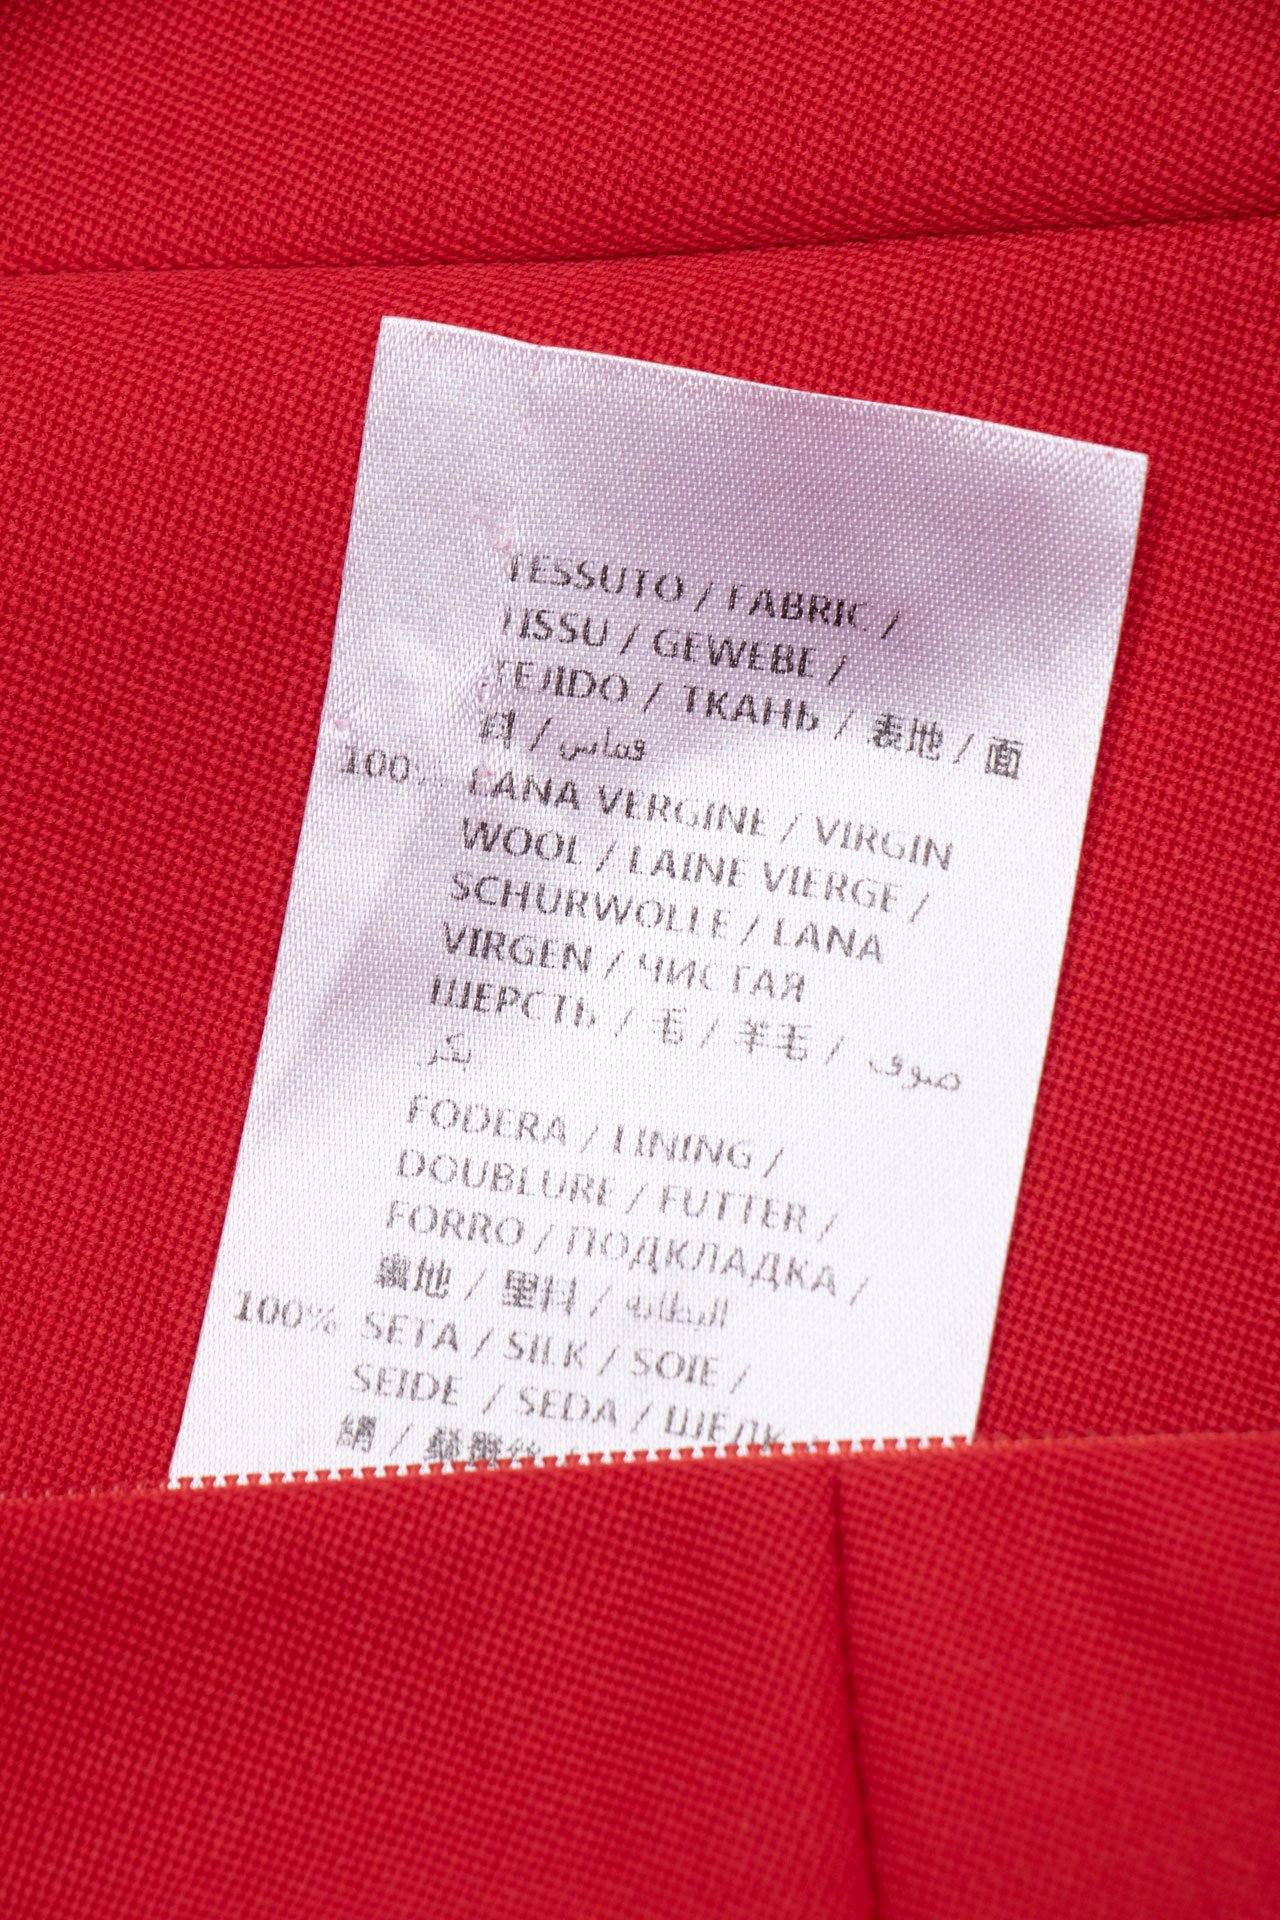 TESSUTO / FABRIC /
TISSU / GEWEBE /
TEJIDO / ТКАНЬ / 表地 / 面
料 / قماش
100% LANA VERGINE / VIRGIN
WOOL / LAINE VIERGE /
SCHURWOLLE / LANA
VIRGEN / ЧИСТАЯ
ШЕРСТЬ / 毛 / 羊毛 / صوف
بكر
FODERA / LINING /
DOUBLURE / FUTTER /
FORRO / ПОДКЛАДКА /
裏地 / 里料 / البطانة
100% SETA / SILK / SOIE /
SEIDE / SEDA / ШЁЛК /
絹 /